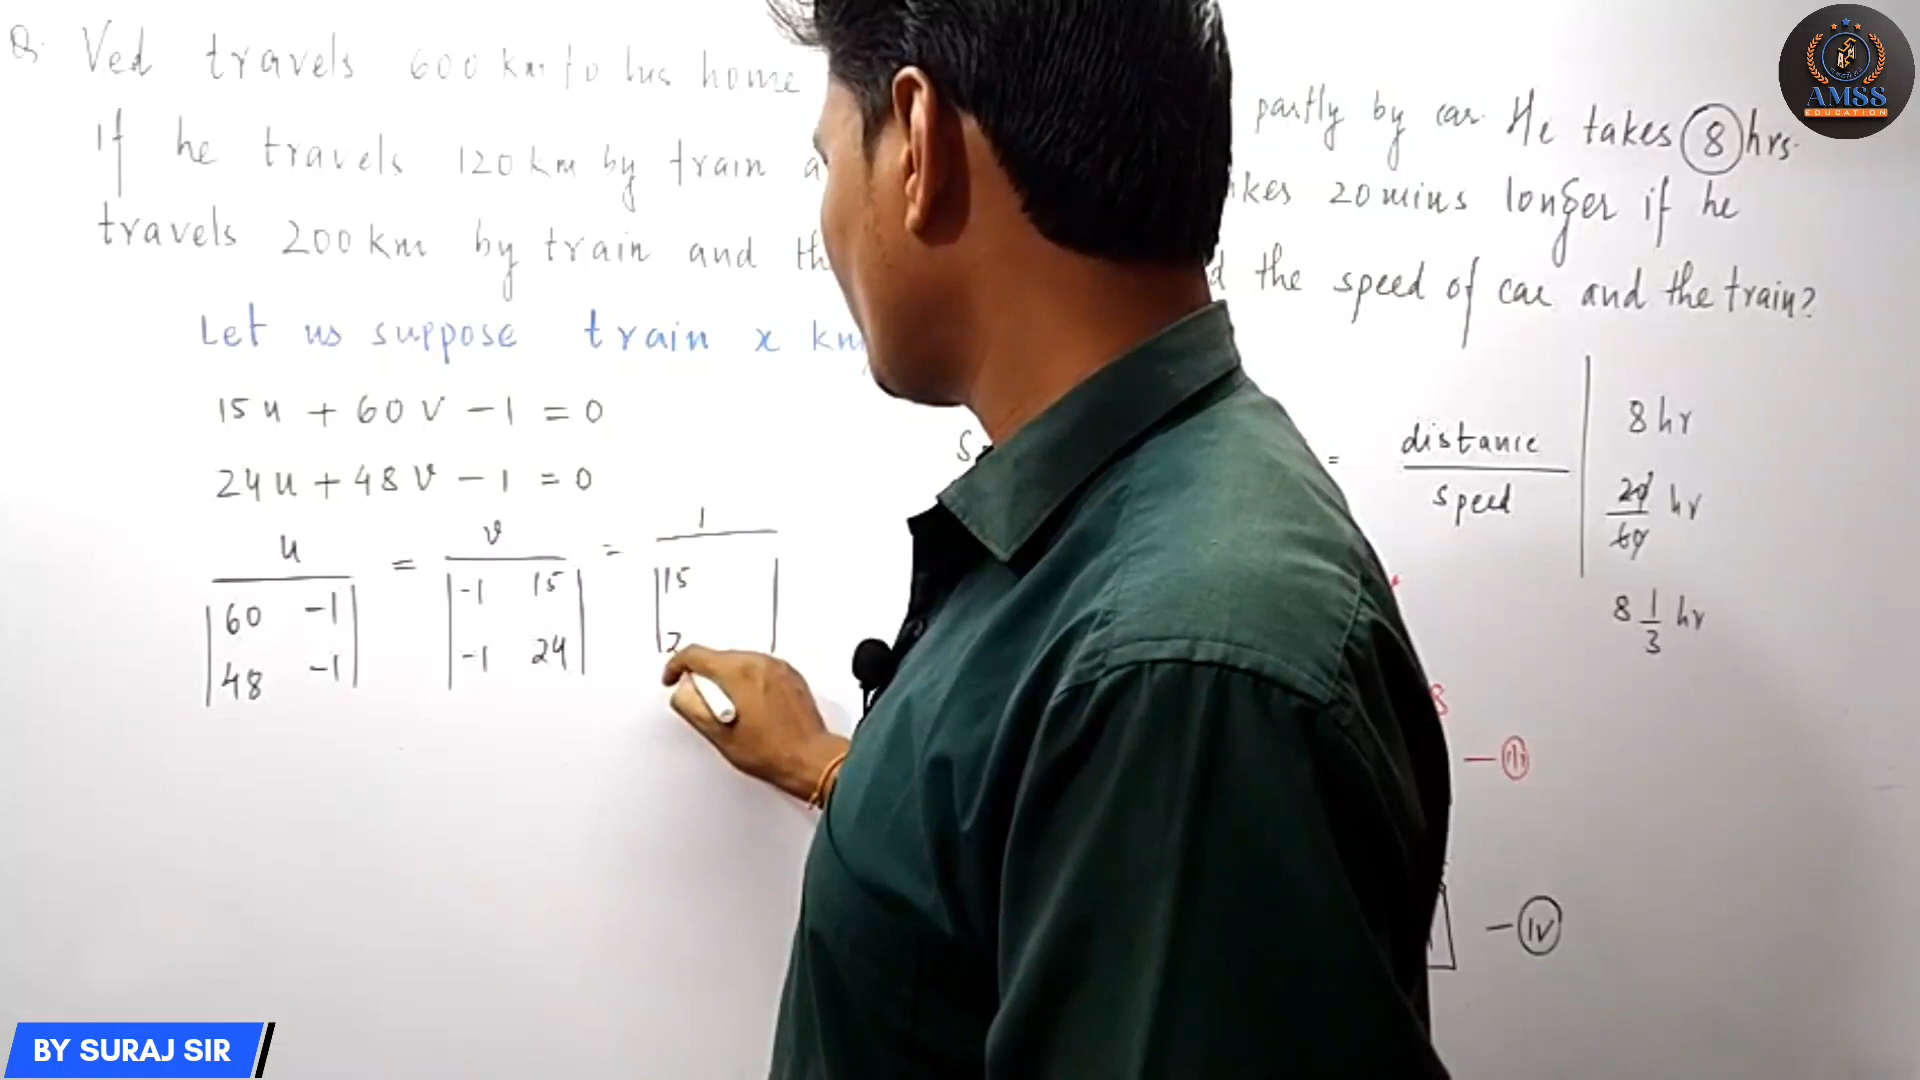 Q. Ved travels 600 km to his home partly by car. He takes 8 hrs.
If he travels 120 km by train 20 mins longer if he
travels 200 km by train and the speed of car and the train?
Let us suppose train x
15u + 60v - 1 = 0
24u + 48v - 1 = 0
u = v = 1
60 -1
48 -1
-1 15
-1 24
15
2
= distance
speed
8 hr
20 hr
60
8 1/3 hr
- III
- IV
AMSS
EDUCATION
BY SURAJ SIR